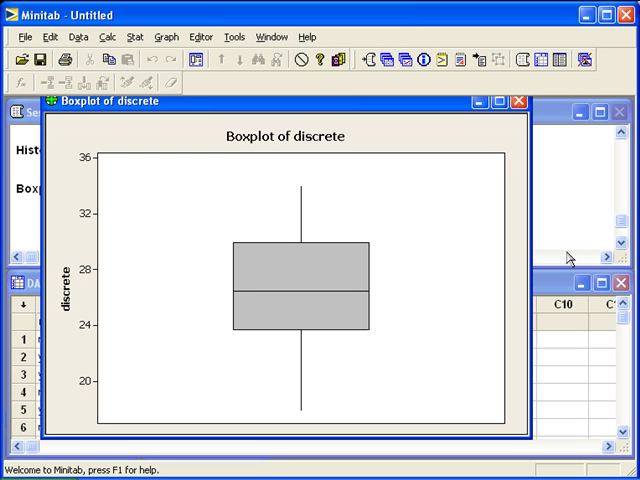 Minitab - Untitled
File Edit Data Calc Stat Graph Editor Tools Window Help
Boxplot of discrete
Boxplot of discrete
36
32
28
24
20
discrete
C10
1
2
3
4
5
6
Welcome to Minitab, press F1 for help.